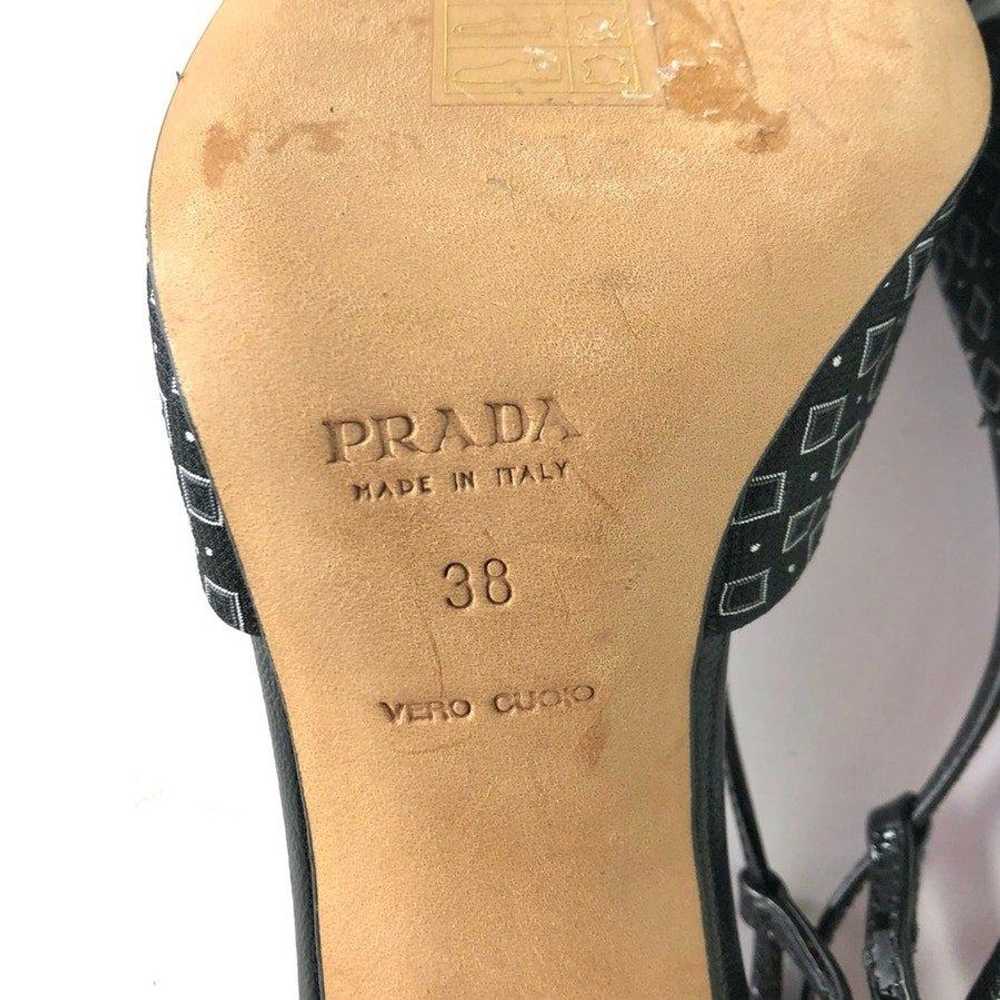 PRADA
MADE IN ITALY
38
VERO CUOIO